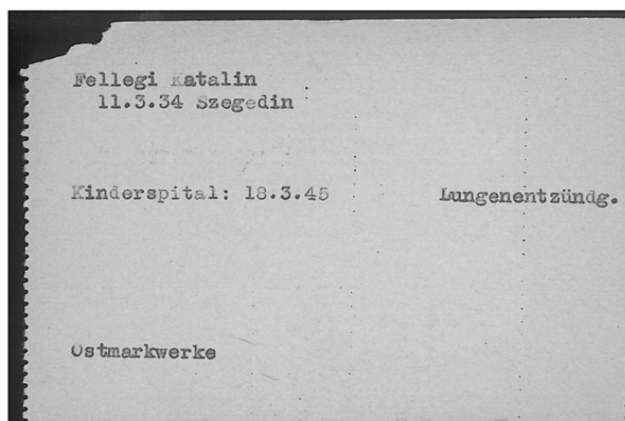 Fellegi Katalin
11.3.34 Szegedin
Kinderspital: 18.3.45 Lungenentzündg.
Ostmarkwerke